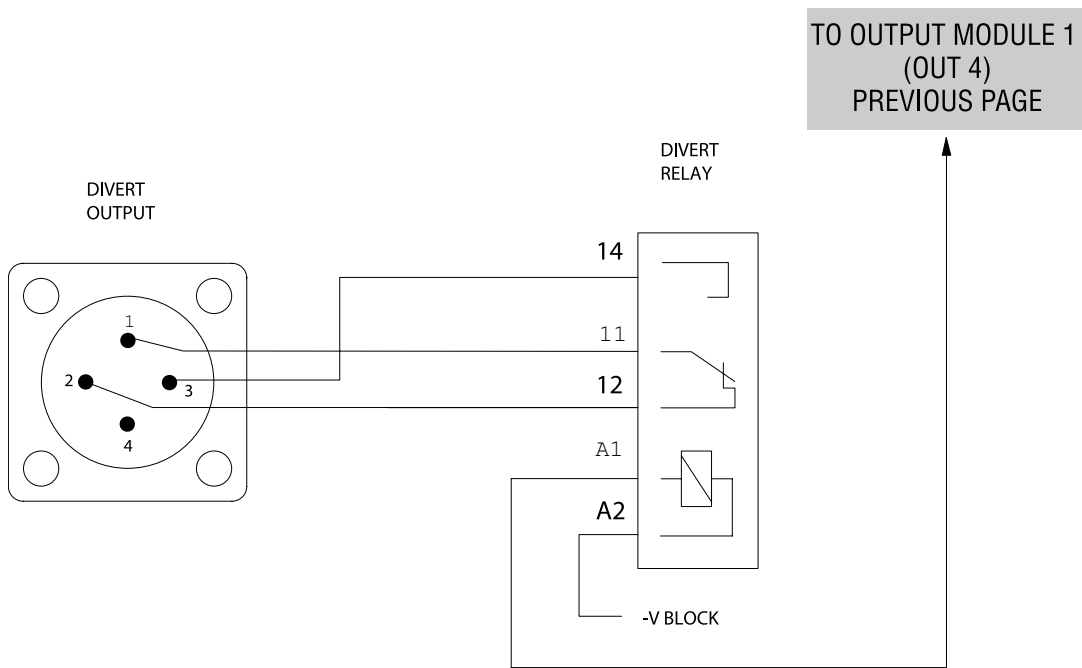 TO OUTPUT MODULE 1
(OUT 4)
PREVIOUS PAGE
DIVERT
RELAY
DIVERT
OUTPUT
14
11
12
A1
A2
1
2
3
4
-V BLOCK